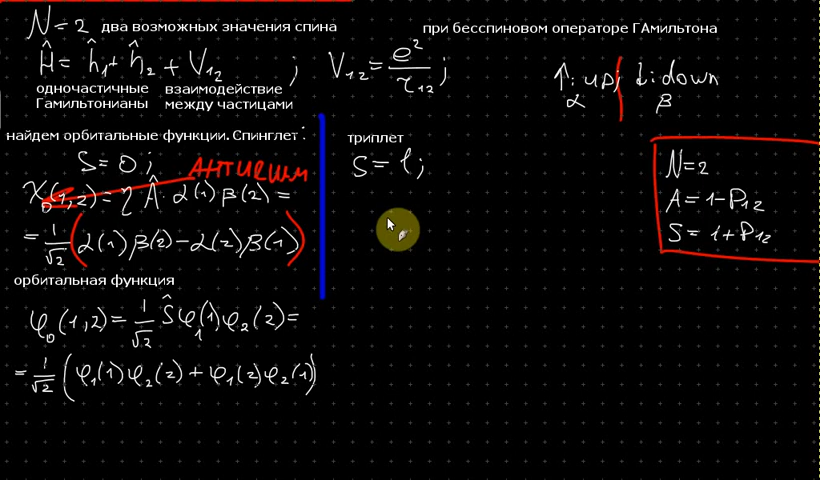 N = 2 два возможных значения спина
при бесспиновом операторе ГАмильтона
Ĥ = ĥ₁ + ĥ₂ + V₁₂ ; V₁₂ = e²/r₁₂ ;
↑: up; ↓: down
α β
одночастичные взаимодействие
Гамильтонианы между частицами
найдем орбитальные функции. Спинглет :
S = 0 ;
АНТИСИМ
χ₀(1,2) = η Â · α(1) β(2) =
= 1/√2 (α(1) β(2) − α(2) β(1))
орбитальная функция
φ₀(1,2) = 1/√2 Ŝ φ₁(1) φ₂(2) =
= 1/√2 (φ₁(1) φ₂(2) + φ₁(2) φ₂(1))
триплет
S = 1 ;
N = 2
A = 1 − P₁₂
S = 1 + P₁₂